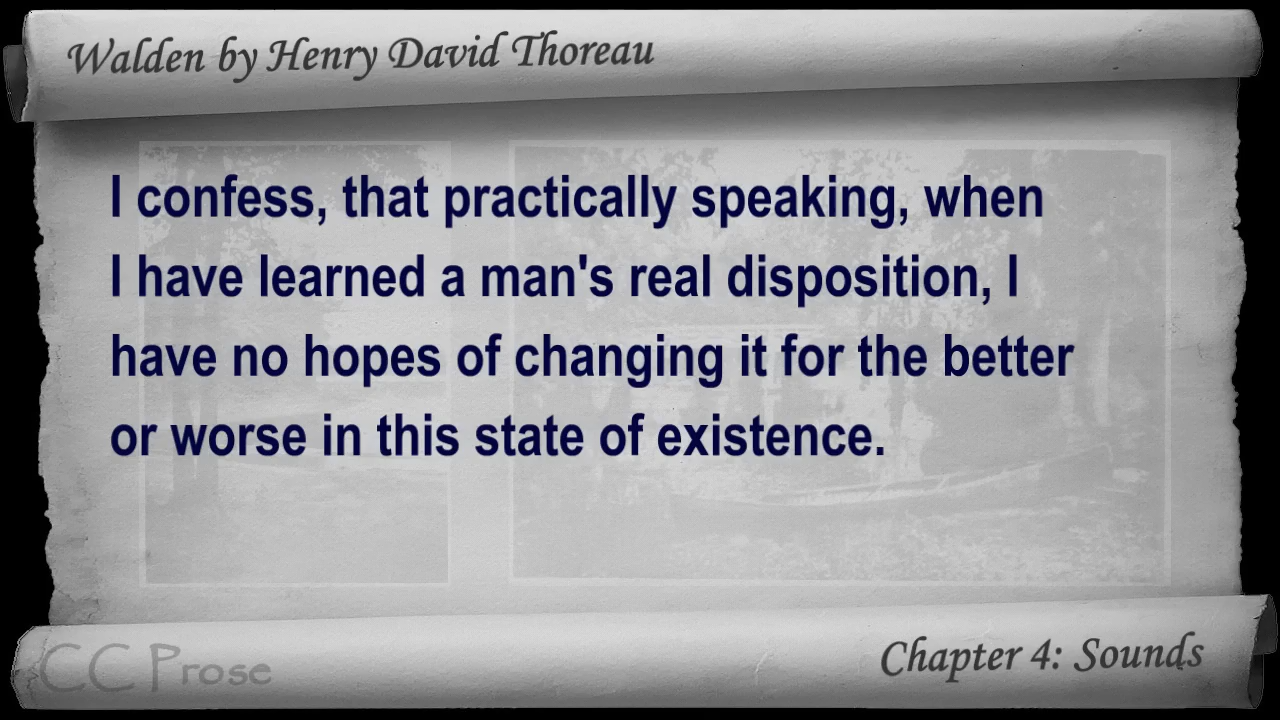 Walden by Henry David Thoreau
I confess, that practically speaking, when
I have learned a man's real disposition, I
have no hopes of changing it for the better
or worse in this state of existence.
CC Prose
Chapter 4: Sounds